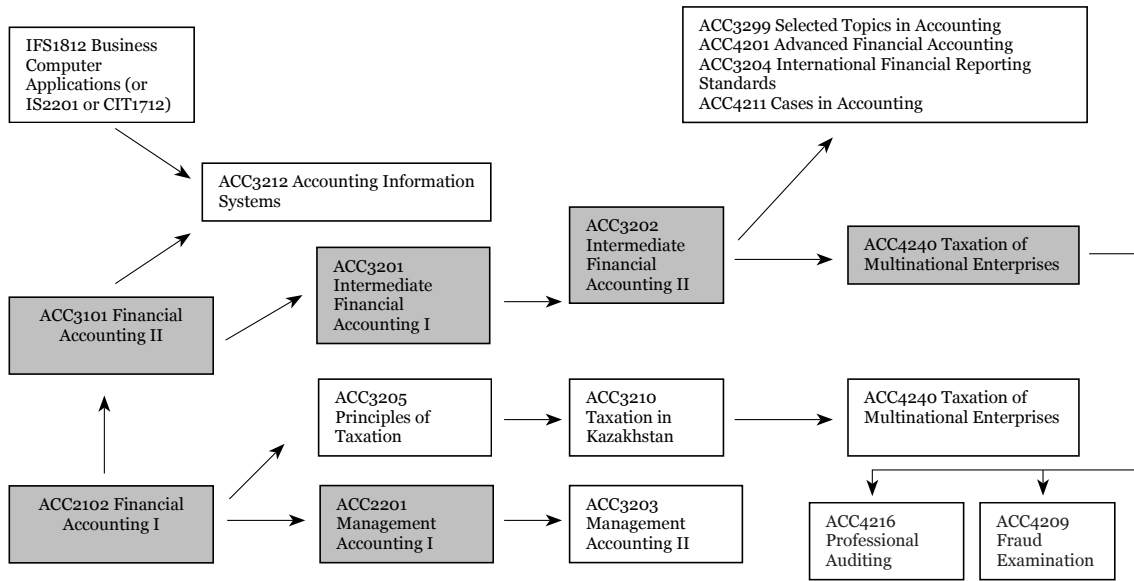 IFS1812 Business
Computer
Applications (or
IS2201 or CIT1712)
ACC3299 Selected Topics in Accounting
ACC4201 Advanced Financial Accounting
ACC3204 International Financial Reporting
Standards
ACC4211 Cases in Accounting
ACC3212 Accounting Information
Systems
ACC3202
Intermediate
Financial
Accounting II
ACC4240 Taxation of
Multinational Enterprises
ACC3201
Intermediate
Financial
Accounting I
ACC3101 Financial
Accounting II
ACC3205
Principles of
Taxation
ACC3210
Taxation in
Kazakhstan
ACC4240 Taxation of
Multinational Enterprises
ACC2102 Financial
Accounting I
ACC2201
Management
Accounting I
ACC3203
Management
Accounting II
ACC4216
Professional
Auditing
ACC4209
Fraud
Examination